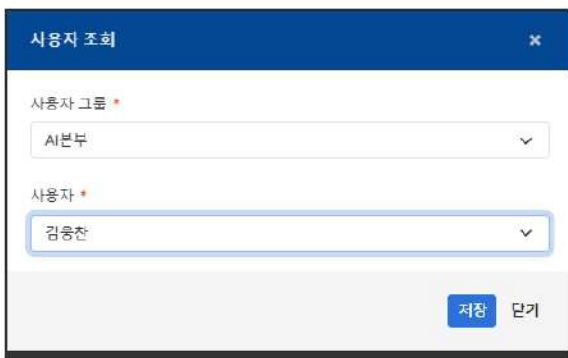 사용자 조회 ×
사용자 그룹 *
AI본부
사용자 *
김웅찬
저장 닫기